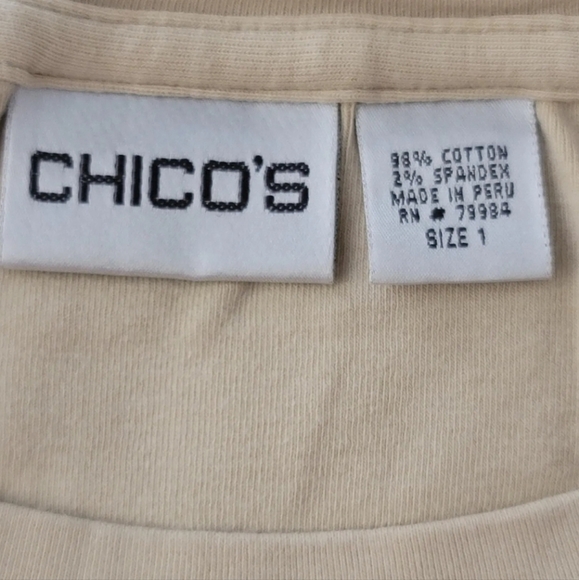 CHICO'S
98% COTTON
2% SPANDEX
MADE IN PERU
RN # 79984
SIZE 1